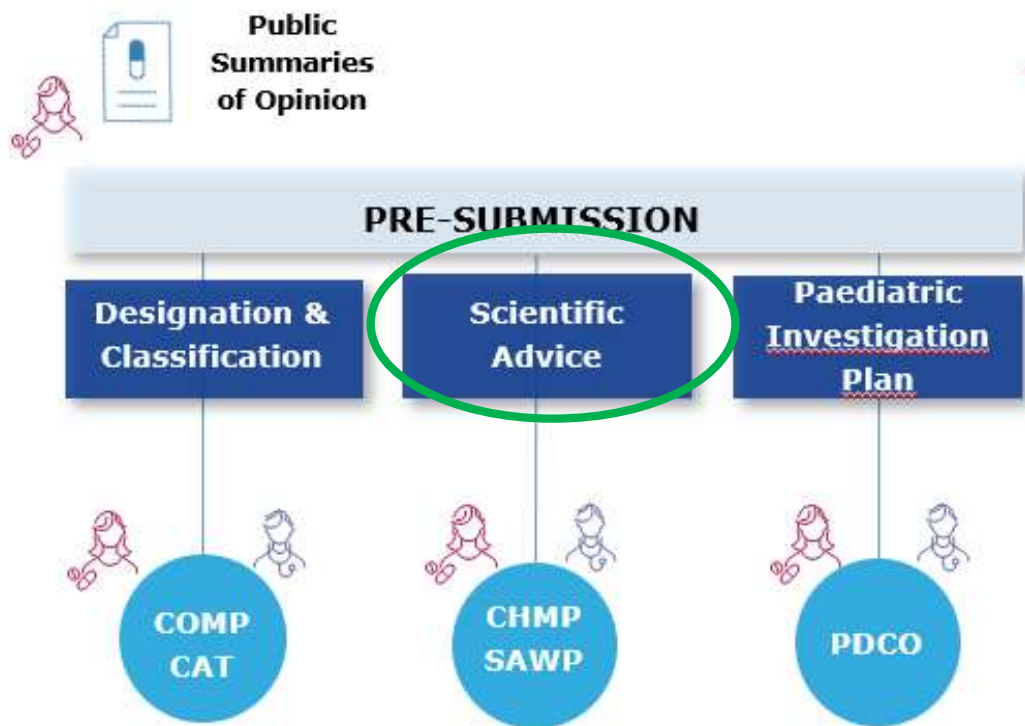 Public
Summaries
of Opinion
PRE-SUBMISSION
Designation &
Classification
Scientific
Advice
Paediatric
Investigation
Plan
COMP
CAT
CHMP
SAWP
PDCO